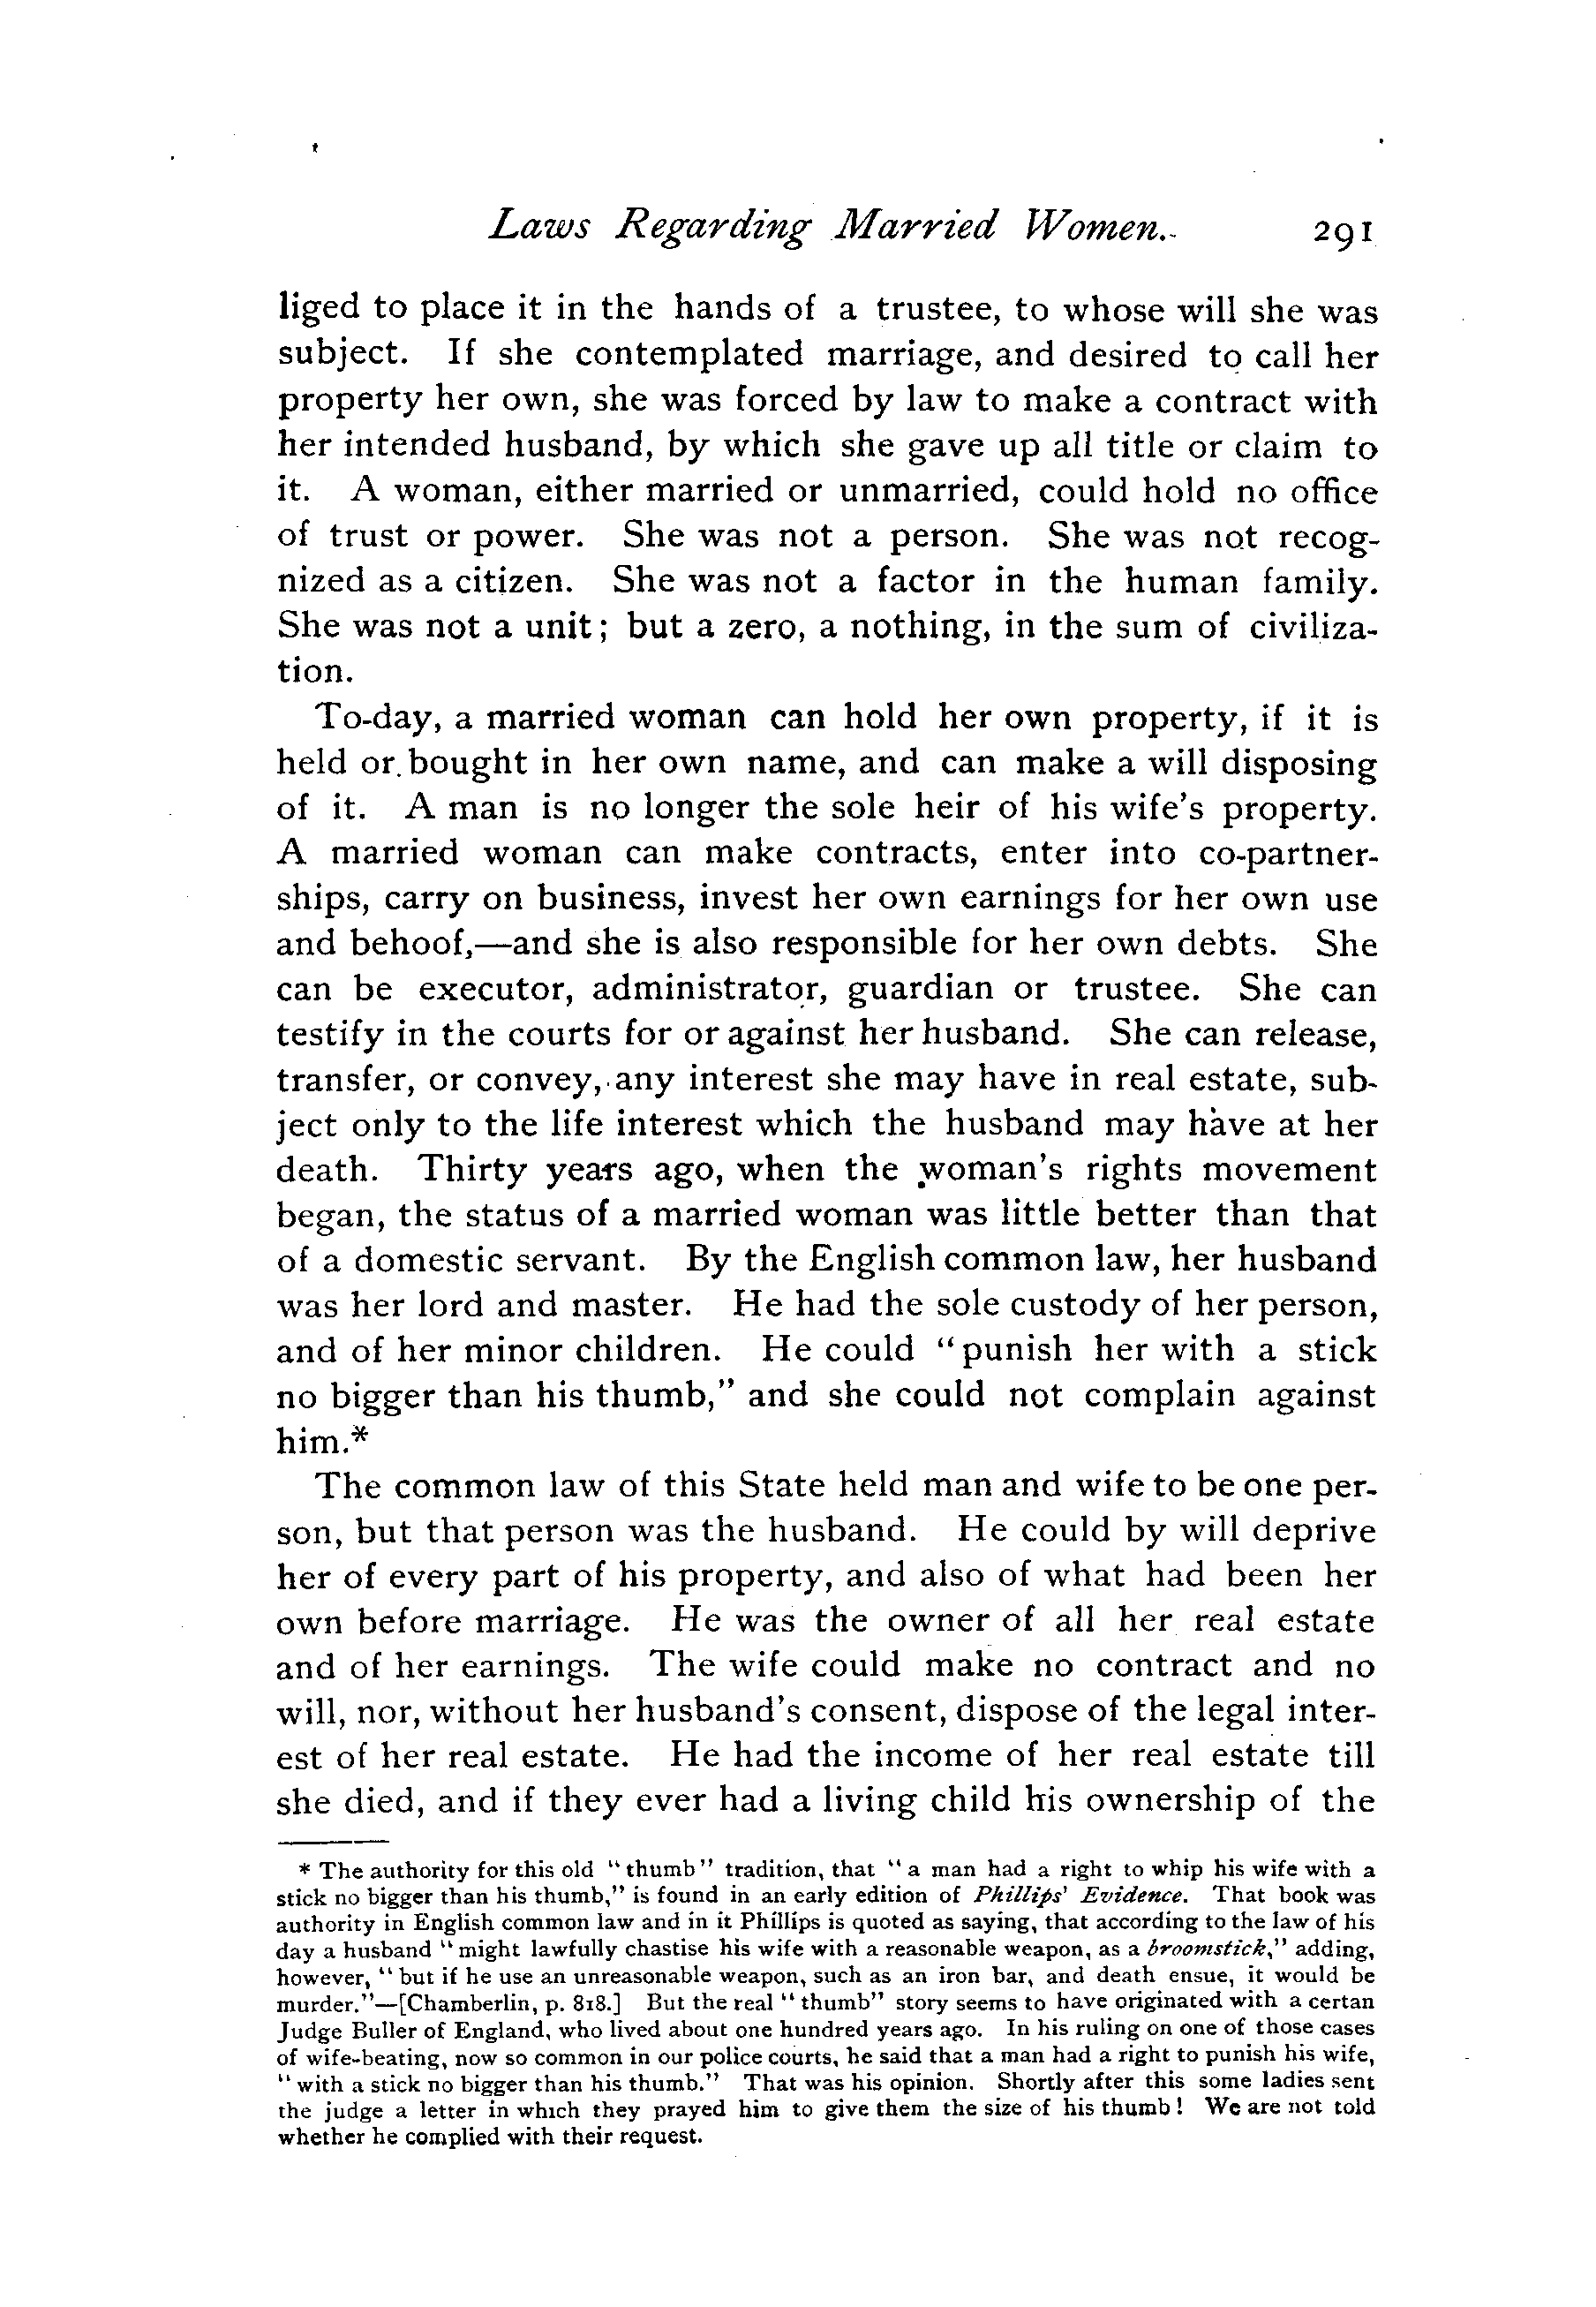 Laws Regarding Married Women. 291
liged to place it in the hands of a trustee, to whose will she was
subject. If she contemplated marriage, and desired to call her
property her own, she was forced by law to make a contract with
her intended husband, by which she gave up all title or claim to
it. A woman, either married or unmarried, could hold no office
of trust or power. She was not a person. She was not recog-
nized as a citizen. She was not a factor in the human family.
She was not a unit; but a zero, a nothing, in the sum of civiliza-
tion.
To-day, a married woman can hold her own property, if it is
held or bought in her own name, and can make a will disposing
of it. A man is no longer the sole heir of his wife's property.
A married woman can make contracts, enter into co-partner-
ships, carry on business, invest her own earnings for her own use
and behoof,—and she is also responsible for her own debts. She
can be executor, administrator, guardian or trustee. She can
testify in the courts for or against her husband. She can release,
transfer, or convey, any interest she may have in real estate, sub-
ject only to the life interest which the husband may have at her
death. Thirty years ago, when the woman's rights movement
began, the status of a married woman was little better than that
of a domestic servant. By the English common law, her husband
was her lord and master. He had the sole custody of her person,
and of her minor children. He could "punish her with a stick
no bigger than his thumb," and she could not complain against
him.*
The common law of this State held man and wife to be one per-
son, but that person was the husband. He could by will deprive
her of every part of his property, and also of what had been her
own before marriage. He was the owner of all her real estate
and of her earnings. The wife could make no contract and no
will, nor, without her husband's consent, dispose of the legal inter-
est of her real estate. He had the income of her real estate till
she died, and if they ever had a living child his ownership of the
* The authority for this old "thumb" tradition, that "a man had a right to whip his wife with a
stick no bigger than his thumb," is found in an early edition of Phillips' Evidence. That book was
authority in English common law and in it Phillips is quoted as saying, that according to the law of his
day a husband "might lawfully chastise his wife with a reasonable weapon, as a broomstick," adding,
however, "but if he use an unreasonable weapon, such as an iron bar, and death ensue, it would be
murder."—[Chamberlin, p. 818.] But the real "thumb" story seems to have originated with a certan
Judge Buller of England, who lived about one hundred years ago. In his ruling on one of those cases
of wife-beating, now so common in our police courts, he said that a man had a right to punish his wife,
"with a stick no bigger than his thumb." That was his opinion. Shortly after this some ladies sent
the judge a letter in which they prayed him to give them the size of his thumb! We are not told
whether he complied with their request.